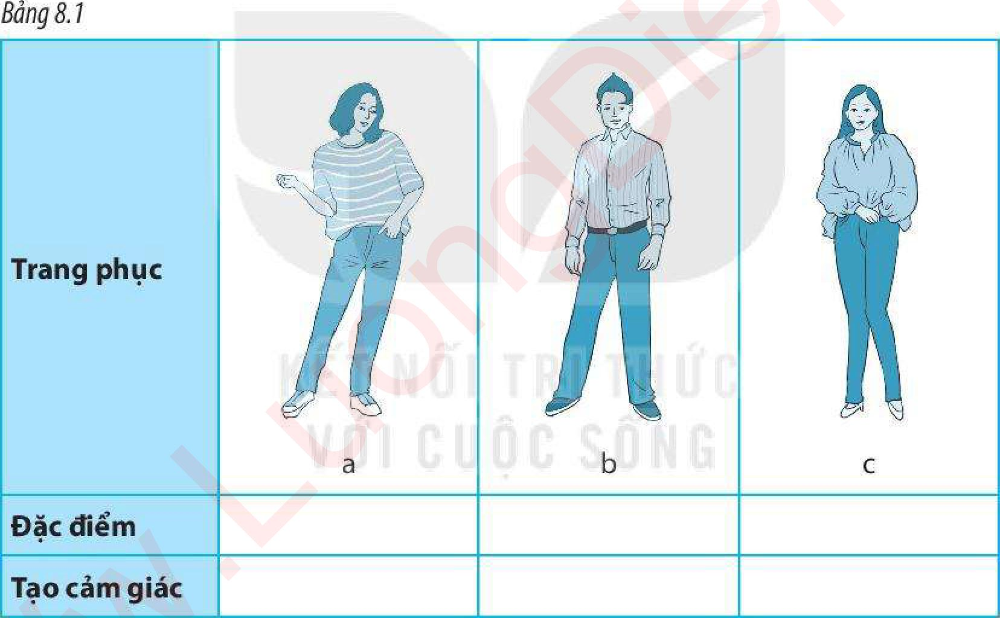 Bảng 8.1
Trang phục
KẾT NỐI TRI THỨC
VỚI CUỘC SỐNG
a
b
c
Đặc điểm
Tạo cảm giác